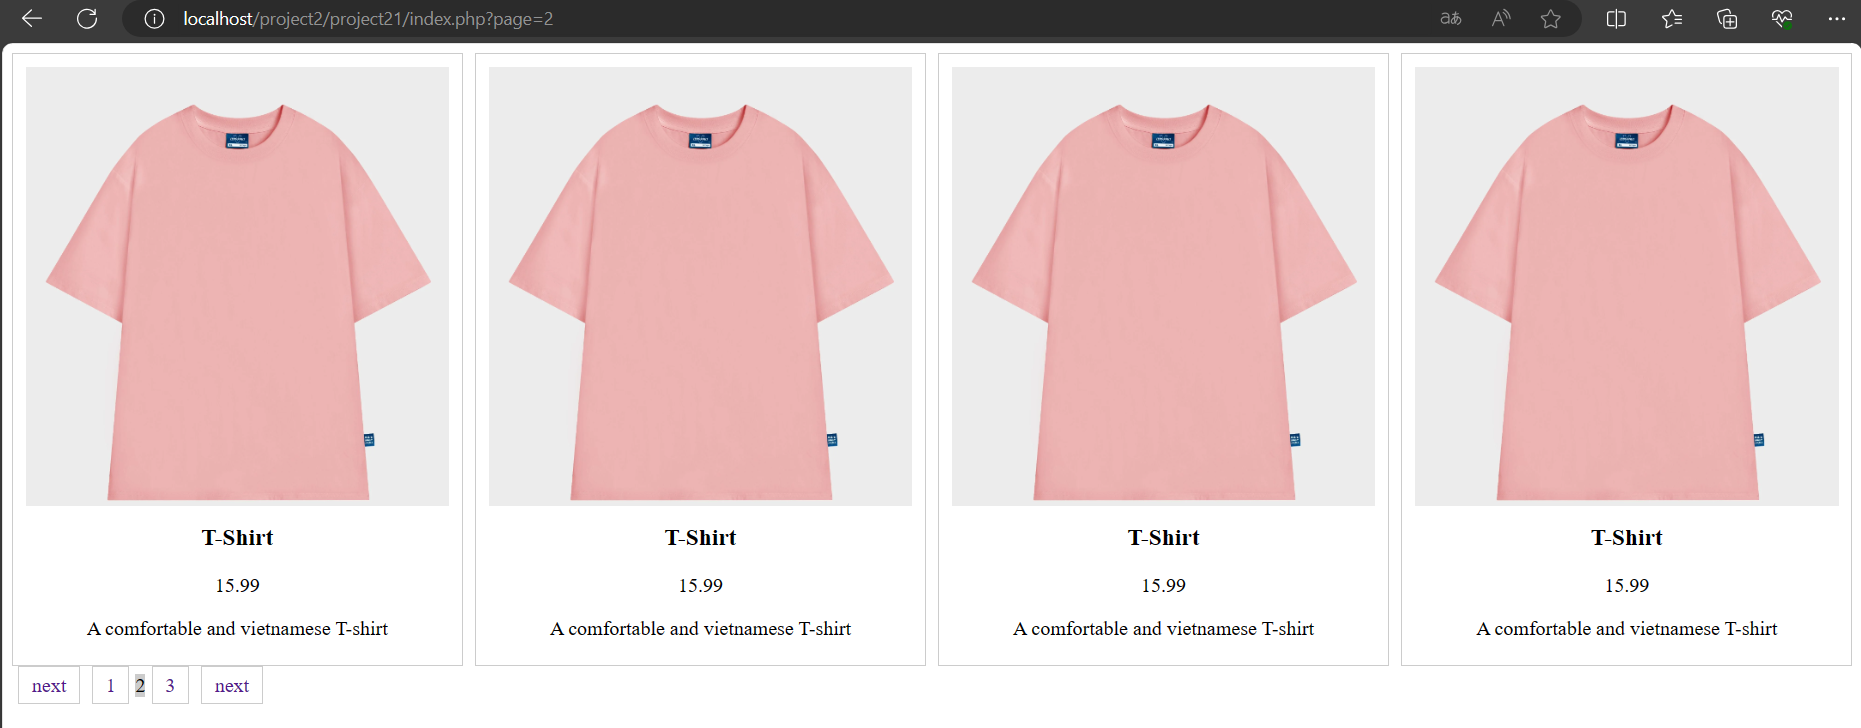 localhost/project2/project21/index.php?page=2
T-Shirt
15.99
A comfortable and vietnamese T-shirt
T-Shirt
15.99
A comfortable and vietnamese T-shirt
T-Shirt
15.99
A comfortable and vietnamese T-shirt
T-Shirt
15.99
A comfortable and vietnamese T-shirt
next 1 2 3 next